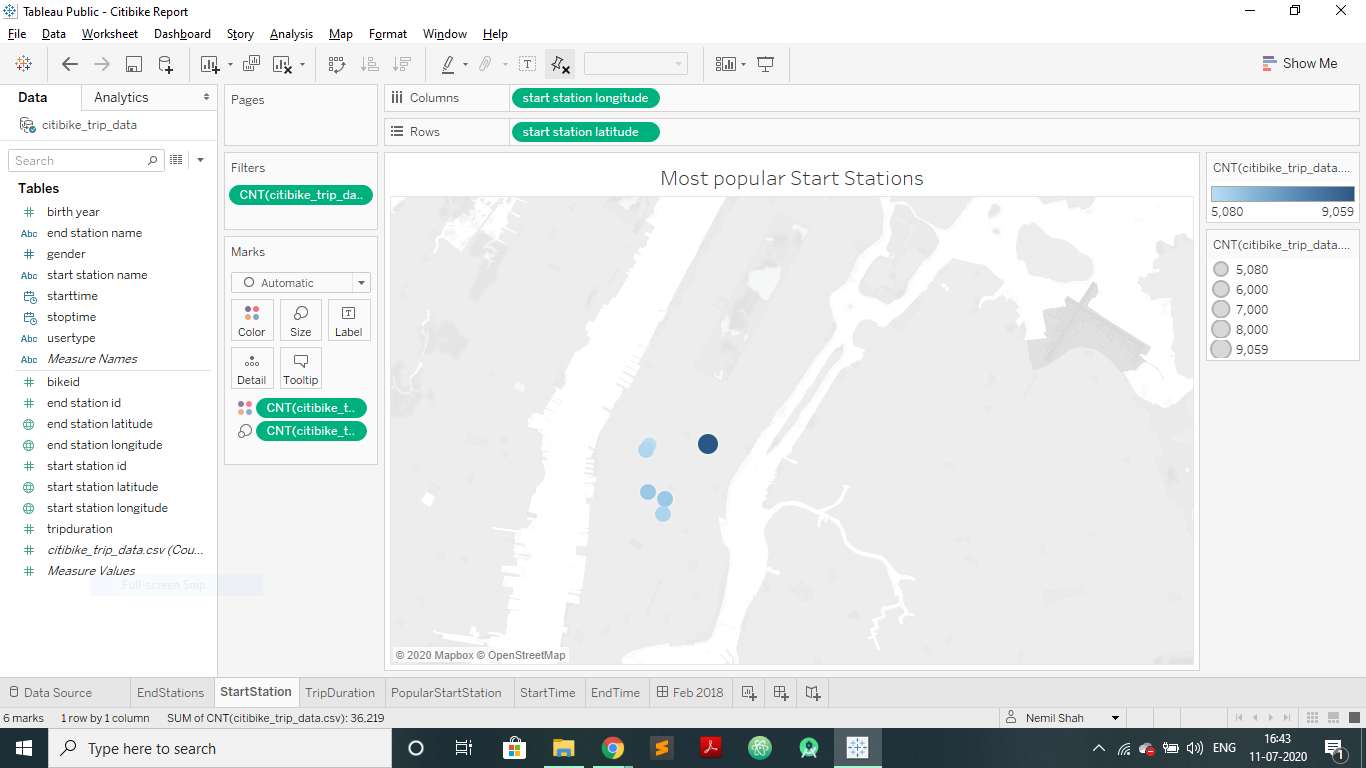 Tableau Public - Citibike Report
File Data Worksheet Dashboard Story Analysis Map Format Window Help
Show Me
Data Analytics
citibike_trip_data
Search
Tables
birth year
Abc end station name
gender
Abc start station name
starttime
stoptime
Abc usertype
Abc Measure Names
bikeid
end station id
end station latitude
end station longitude
start station id
start station latitude
start station longitude
tripduration
citibike_trip_data.csv (Cou...
Measure Values
Full-screen Snip
Pages
Filters
CNT(citibike_trip_da..
Marks
Automatic
Color Size Label
Detail Tooltip
CNT(citibike_t..
CNT(citibike_t..
Columns start station longitude
Rows start station latitude
Most popular Start Stations
© 2020 Mapbox © OpenStreetMap
CNT(citibike_trip_data....
5,080 9,059
CNT(citibike_trip_data....
5,080
6,000
7,000
8,000
9,059
Data Source EndStations StartStation TripDuration PopularStartStation StartTime EndTime Feb 2018
6 marks 1 row by 1 column SUM of CNT(citibike_trip_data.csv): 36,219
Nemil Shah
Type here to search
ENG
16:43
11-07-2020
1